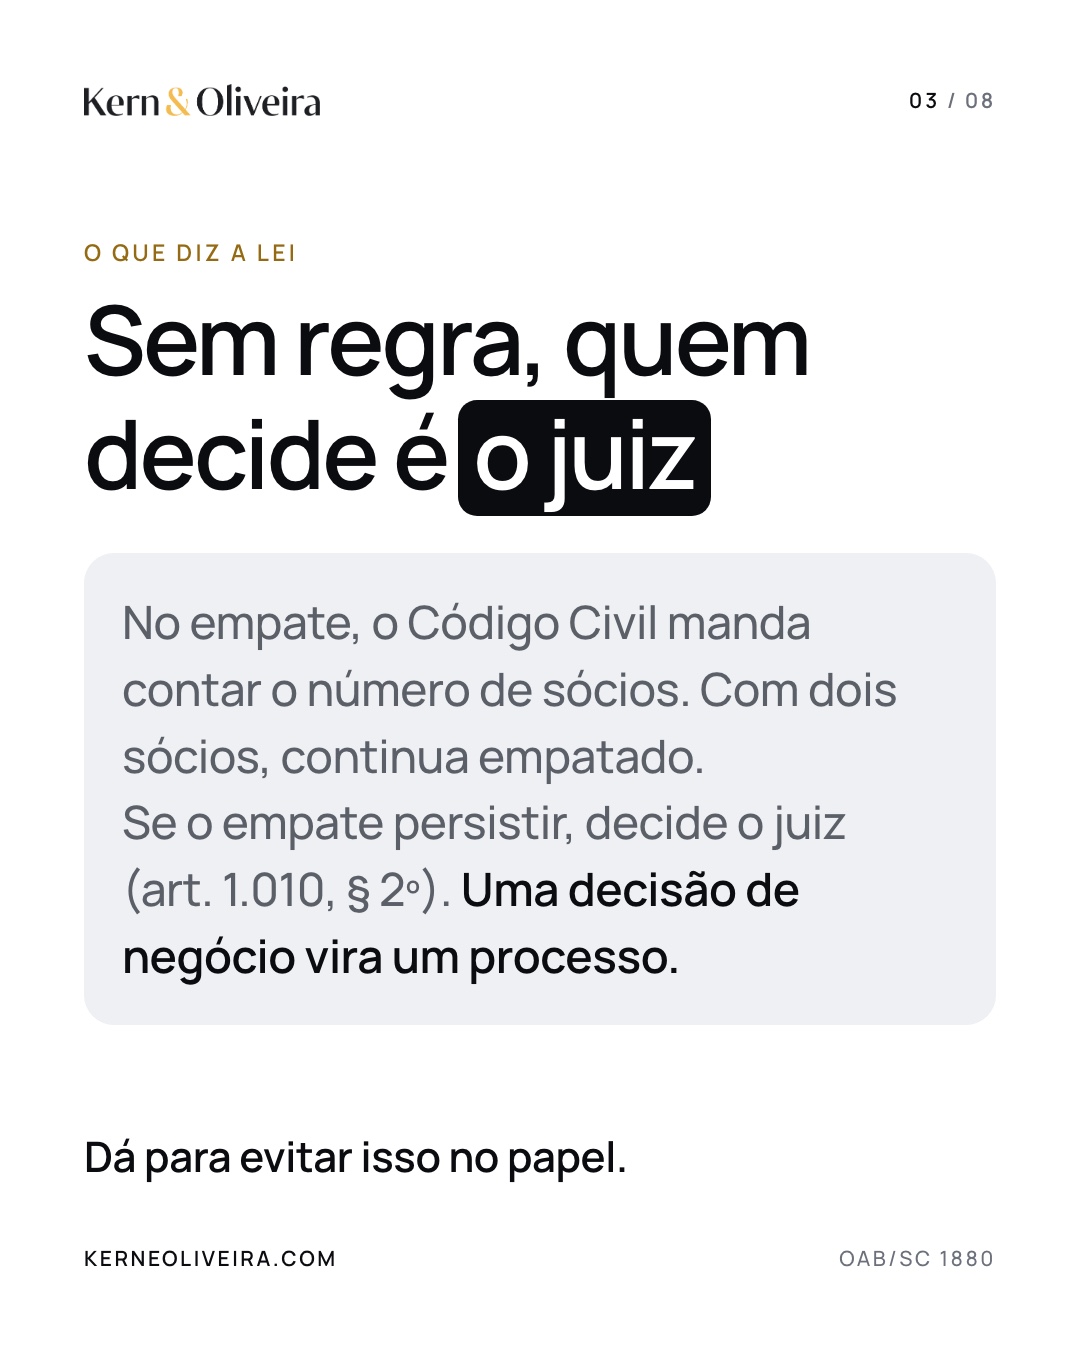 Kern & Oliveira
03 / 08
O QUE DIZ A LEI
Sem regra, quem
decide é o juiz
No empate, o Código Civil manda
contar o número de sócios. Com dois
sócios, continua empatado.
Se o empate persistir, decide o juiz
(art. 1.010, § 2º). Uma decisão de
negócio vira um processo.
Dá para evitar isso no papel.
KERNEOLIVEIRA.COM
OAB/SC 1880